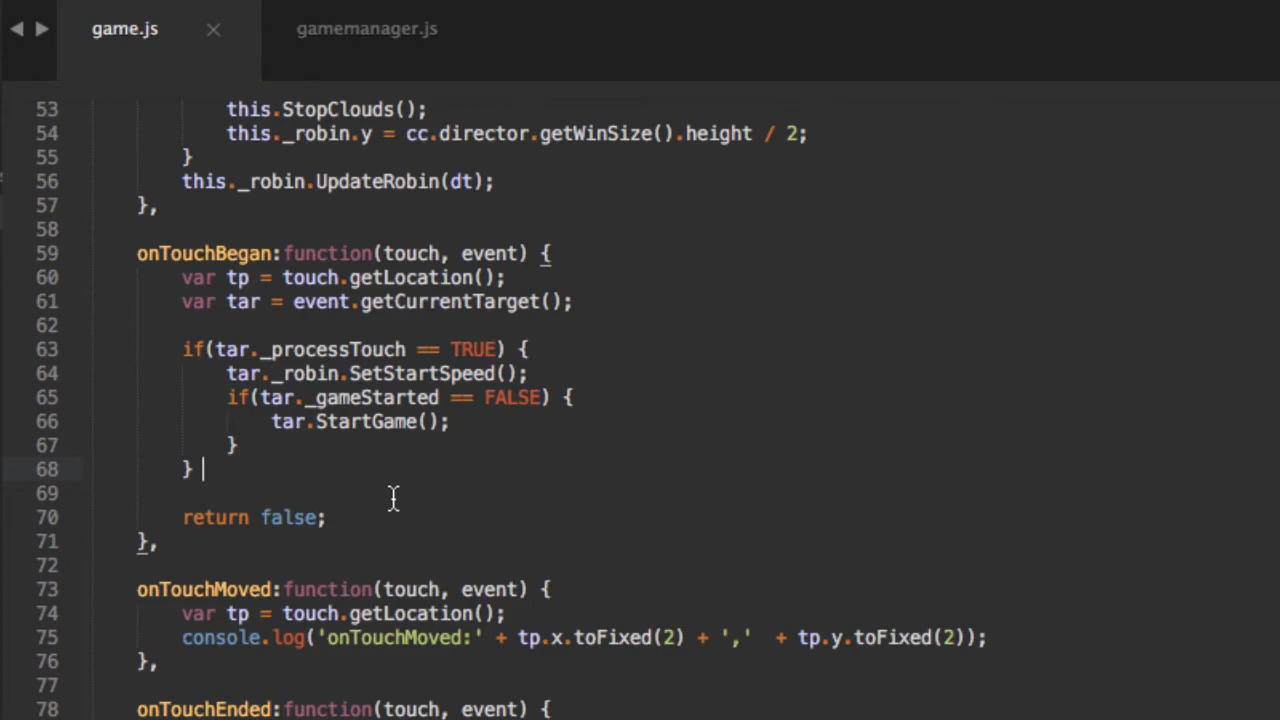 game.js
gamemanager.js
53 this.StopClouds();
54 this._robin.y = cc.director.getWinSize().height / 2;
55 }
56 this._robin.UpdateRobin(dt);
57 },
58
59 onTouchBegan:function(touch, event) {
60 var tp = touch.getLocation();
61 var tar = event.getCurrentTarget();
62
63 if(tar._processTouch == TRUE) {
64 tar._robin.SetStartSpeed();
65 if(tar._gameStarted == FALSE) {
66 tar.StartGame();
67 }
68 }
69
70 return false;
71 },
72
73 onTouchMoved:function(touch, event) {
74 var tp = touch.getLocation();
75 console.log('onTouchMoved:' + tp.x.toFixed(2) + ',' + tp.y.toFixed(2));
76 },
77
78 onTouchEnded:function(touch, event) {